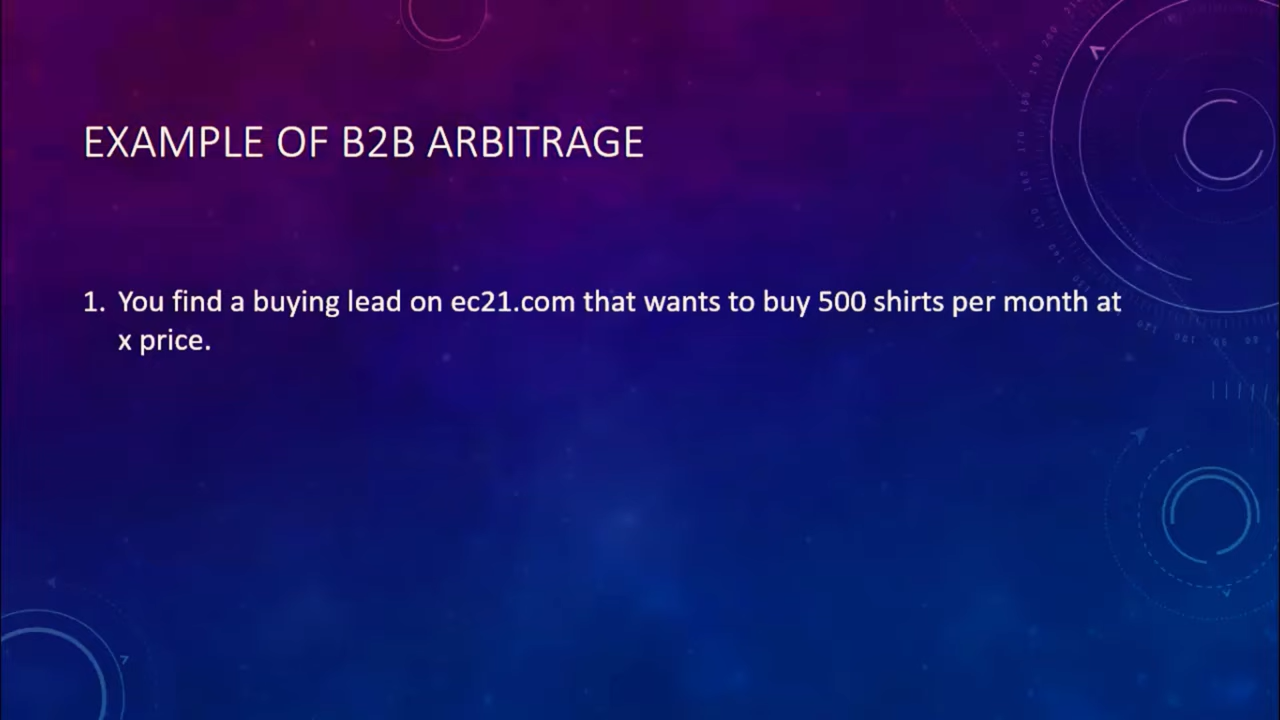 EXAMPLE OF B2B ARBITRAGE
1. You find a buying lead on ec21.com that wants to buy 500 shirts per month at
x price.